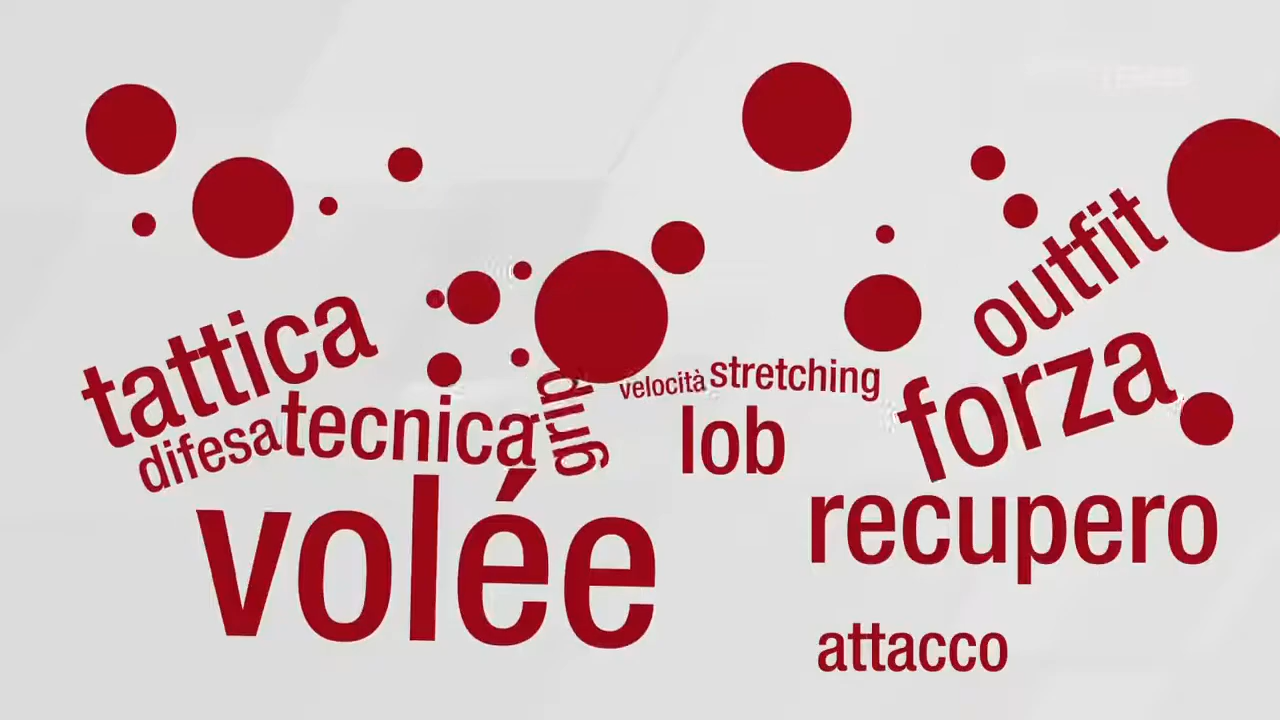 outfit
tattica
forza
stretching
velocità
difesa
tecnica
grip
lob
volée
recupero
attacco